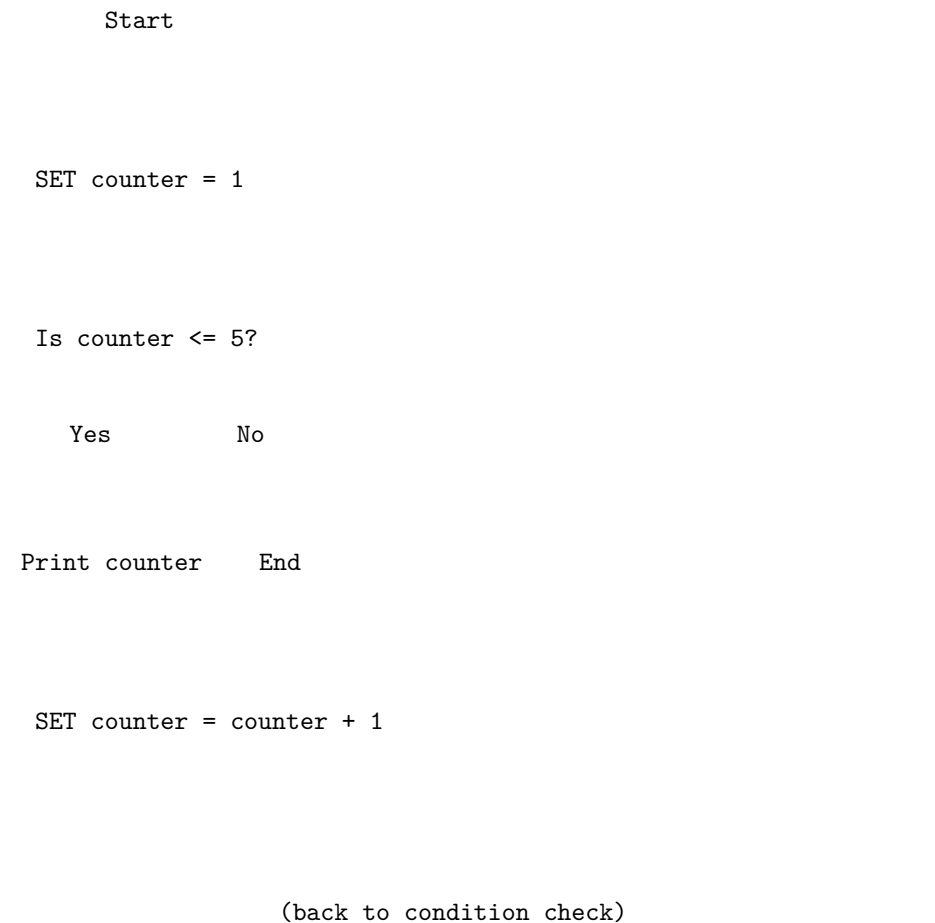 Start
SET counter = 1
Is counter <= 5?
Yes No
Print counter End
SET counter = counter + 1
(back to condition check)